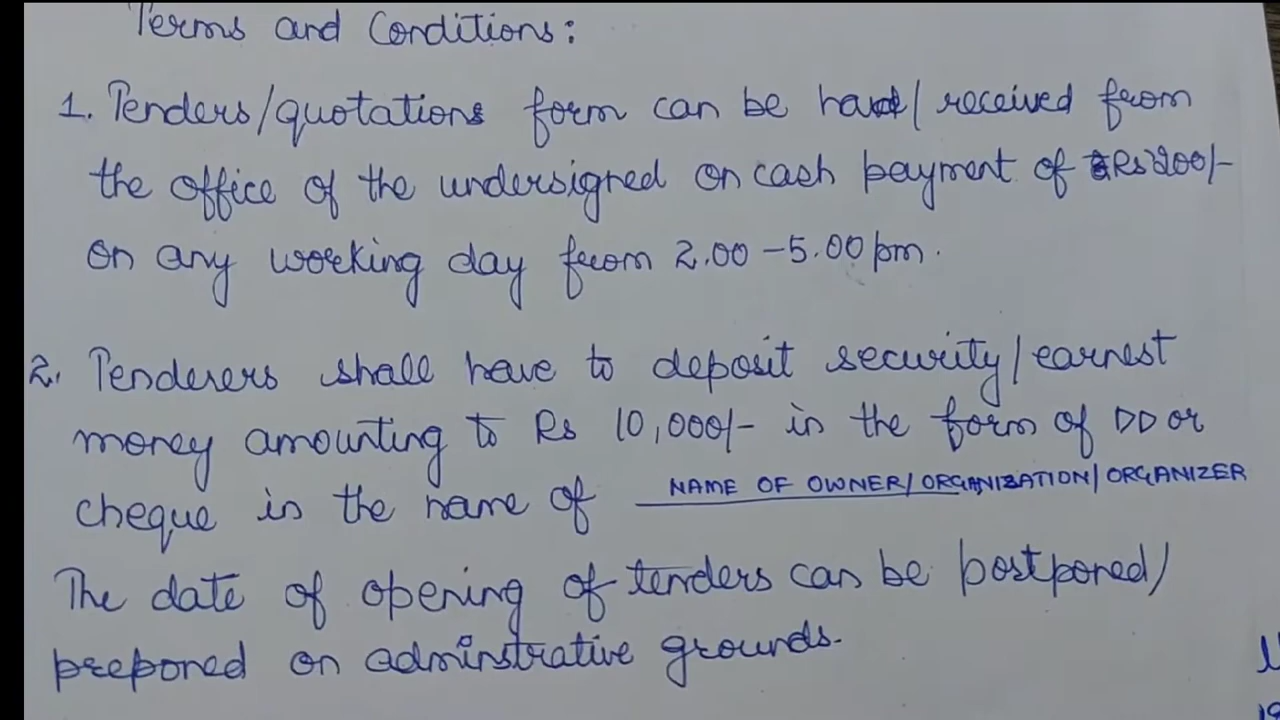 Terms and Conditions:
1. Tenders/quotations form can be had/received from
the office of the undersigned on cash payment of Rs 200/-
on any working day from 2.00-5.00 pm.
2. Tenderers shall have to deposit security/earnest
money amounting to Rs 10,000/- in the form of DD or
cheque in the name of NAME OF OWNER/ORGANIZATION/ORGANIZER
The date of opening of tenders can be postponed/
preponed on adminstrative grounds.